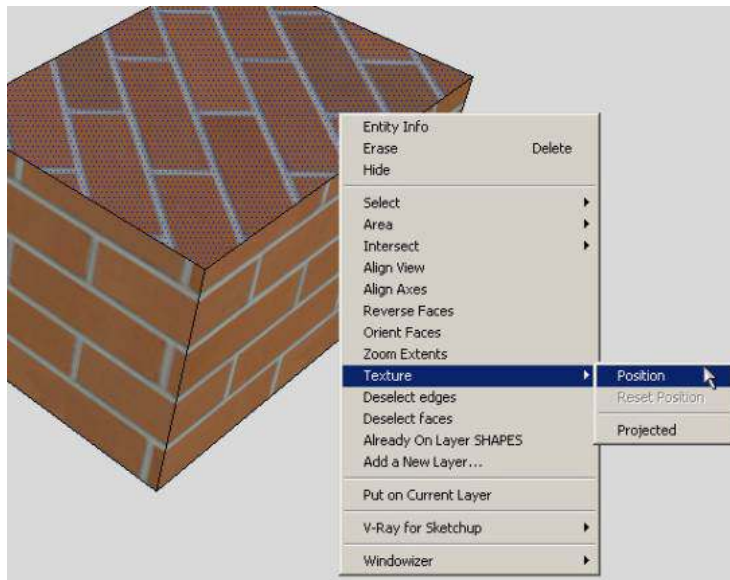 Entity Info
Erase Delete
Hide
Select
Area
Intersect
Align View
Align Axes
Reverse Faces
Orient Faces
Zoom Extents
Texture
Position
Deselect edges
Reset Position
Deselect faces
Projected
Already On Layer SHAPES
Add a New Layer...
Put on Current Layer
V-Ray for Sketchup
Windowizer